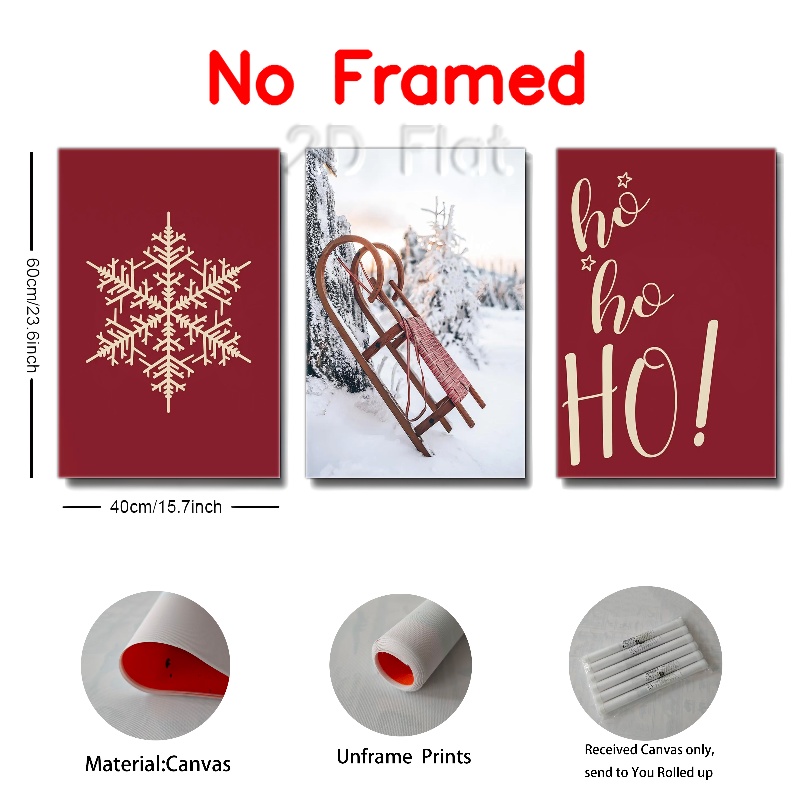 No Framed
2D Flat
60cm/23.6inch
40cm/15.7inch
ho
ho
HO!
Material:Canvas
Unframe Prints
Received Canvas only,
send to You Rolled up